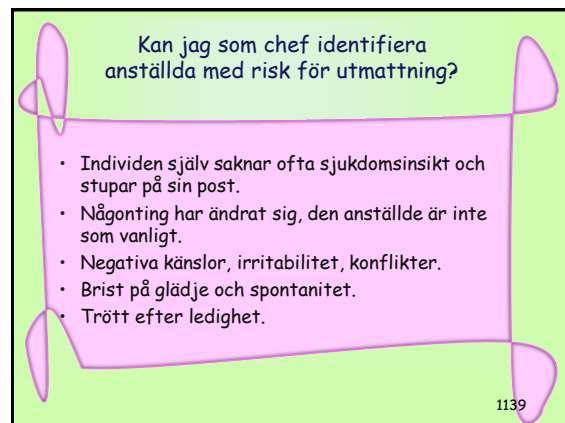 Kan jag som chef identifiera
anställda med risk för utmattning?
• Individen själv saknar ofta sjukdomsinsikt och
stupar på sin post.
• Någonting har ändrat sig, den anställde är inte
som vanligt.
• Negativa känslor, irritabilitet, konflikter.
• Brist på glädje och spontanitet.
• Trött efter ledighet.
1139